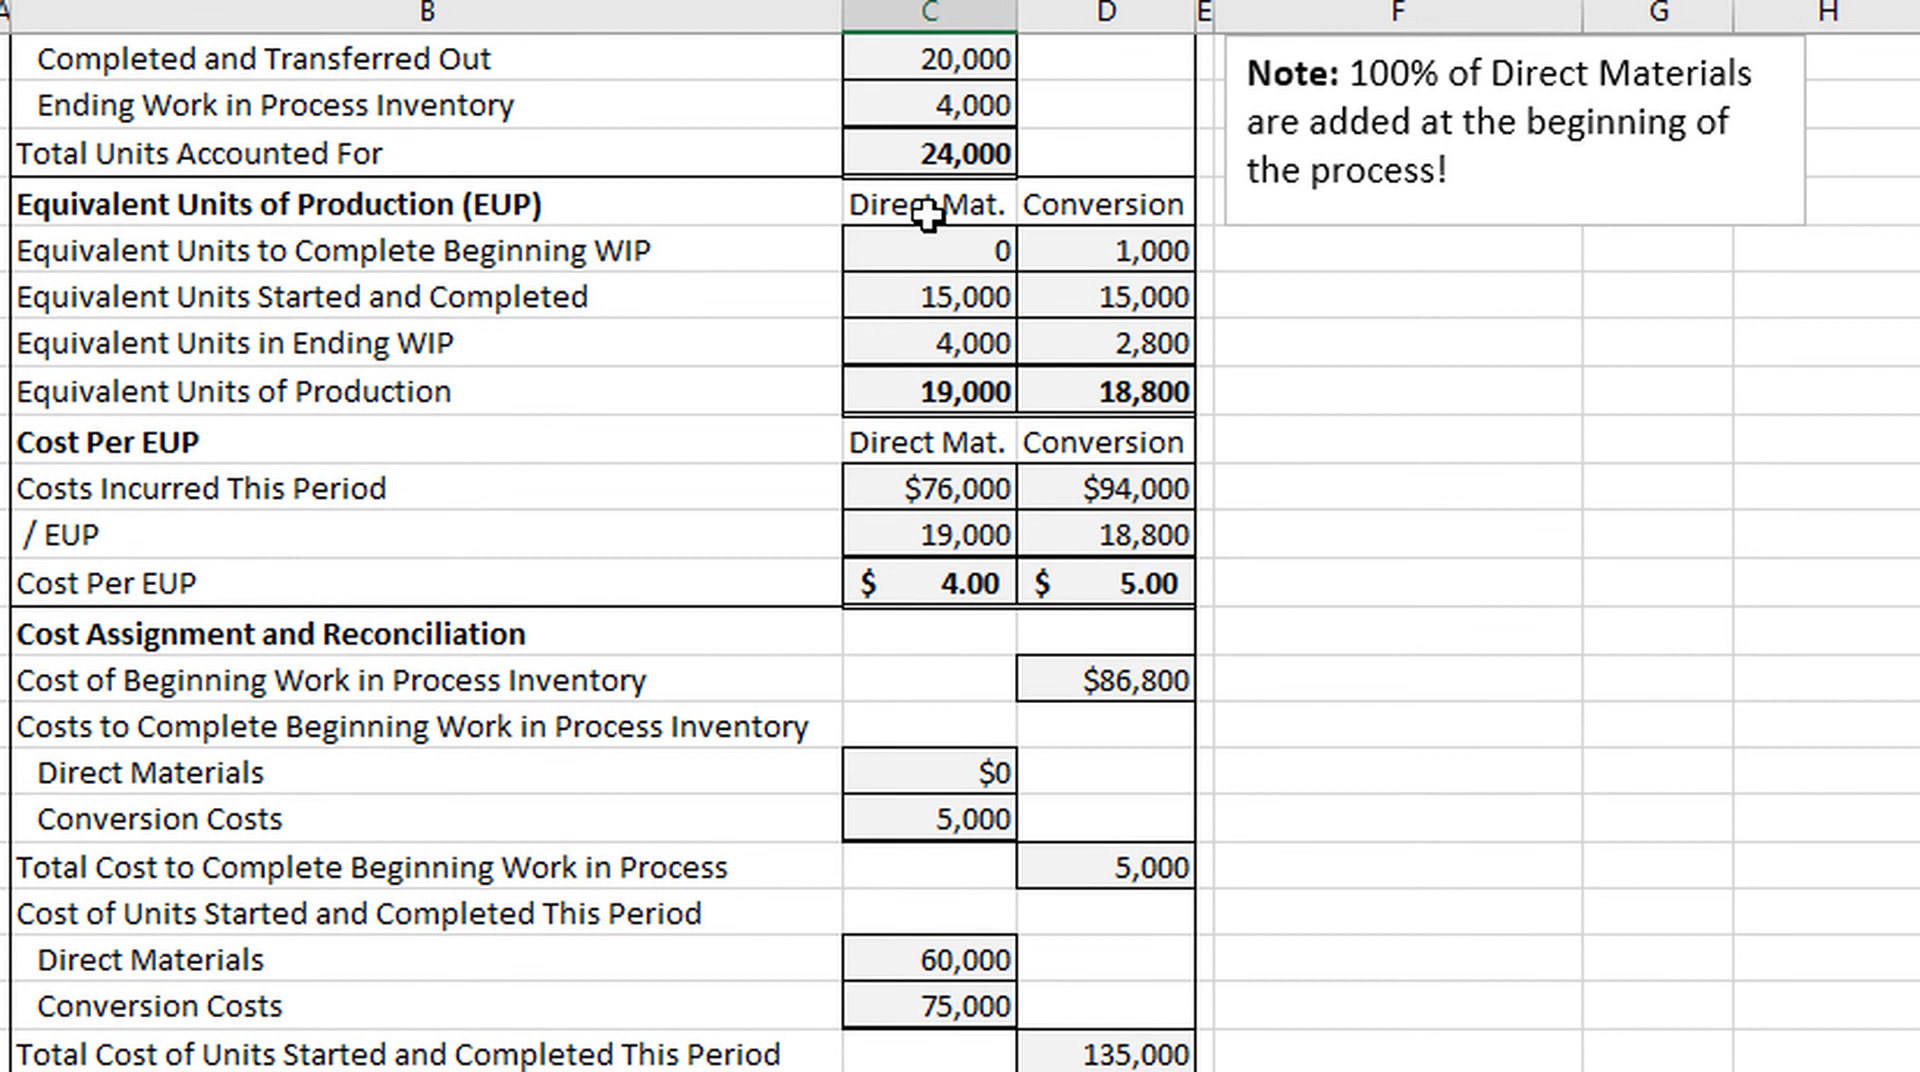 A B C D E F G H
Completed and Transferred Out 20,000
Ending Work in Process Inventory 4,000
Total Units Accounted For 24,000
Note: 100% of Direct Materials
are added at the beginning of
the process!
Equivalent Units of Production (EUP) Direct Mat. Conversion
Equivalent Units to Complete Beginning WIP 0 1,000
Equivalent Units Started and Completed 15,000 15,000
Equivalent Units in Ending WIP 4,000 2,800
Equivalent Units of Production 19,000 18,800
Cost Per EUP Direct Mat. Conversion
Costs Incurred This Period $76,000 $94,000
/ EUP 19,000 18,800
Cost Per EUP $ 4.00 $ 5.00
Cost Assignment and Reconciliation
Cost of Beginning Work in Process Inventory $86,800
Costs to Complete Beginning Work in Process Inventory
Direct Materials $0
Conversion Costs 5,000
Total Cost to Complete Beginning Work in Process 5,000
Cost of Units Started and Completed This Period
Direct Materials 60,000
Conversion Costs 75,000
Total Cost of Units Started and Completed This Period 135,000